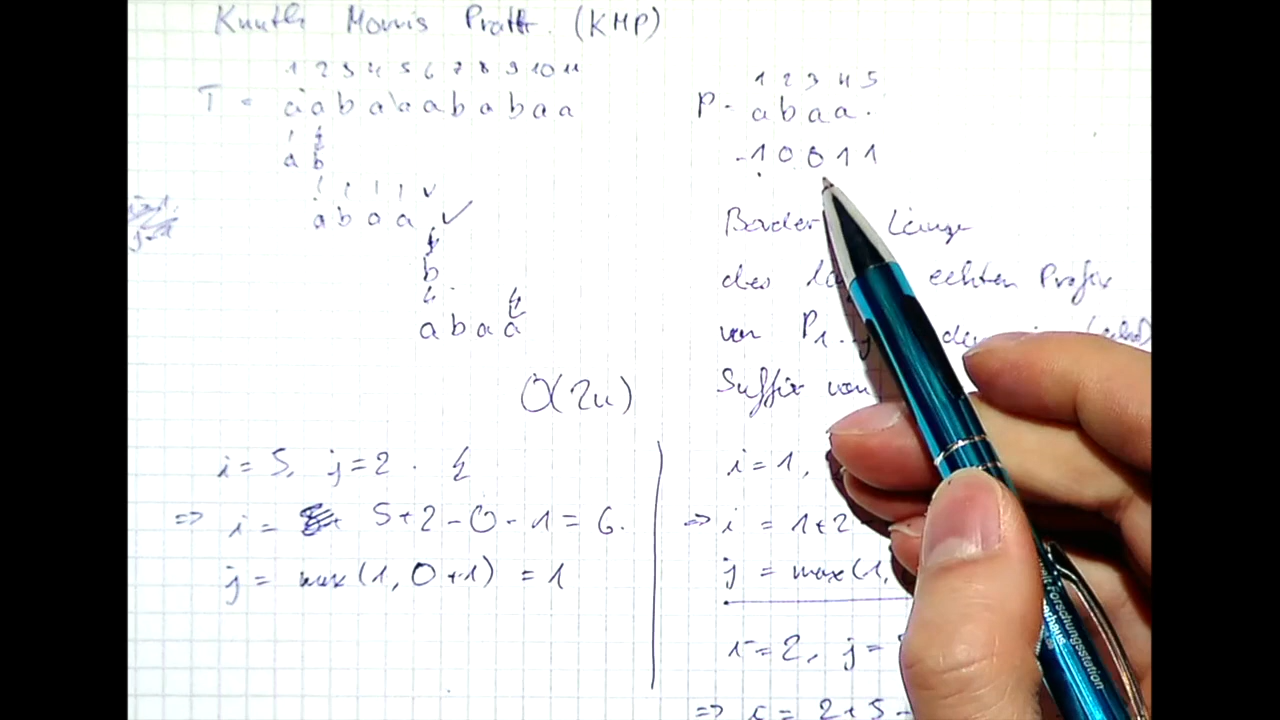 Knuth Morris Pratt (KMP)
1 2 3 4 5 6 7 8 9 10 11
T = a a b a a b a b a a
a b
a b a a ✓
b
a b a a
O(2n)
i = 5, j = 2 .
=> i = 5 + 2 - 0 - 1 = 6.
j = max(1, 0 + 1) = 1
1 2 3 4 5
P = a b a a .
-1 0 0 1 1
Border Länge
des echten Präfix
von P1..j
Suffix von
i = 1,
=> i = 1 + 2 -
j = max(1,
i = 2, j =
=> i = 2 + 5 -
Forschungsstation